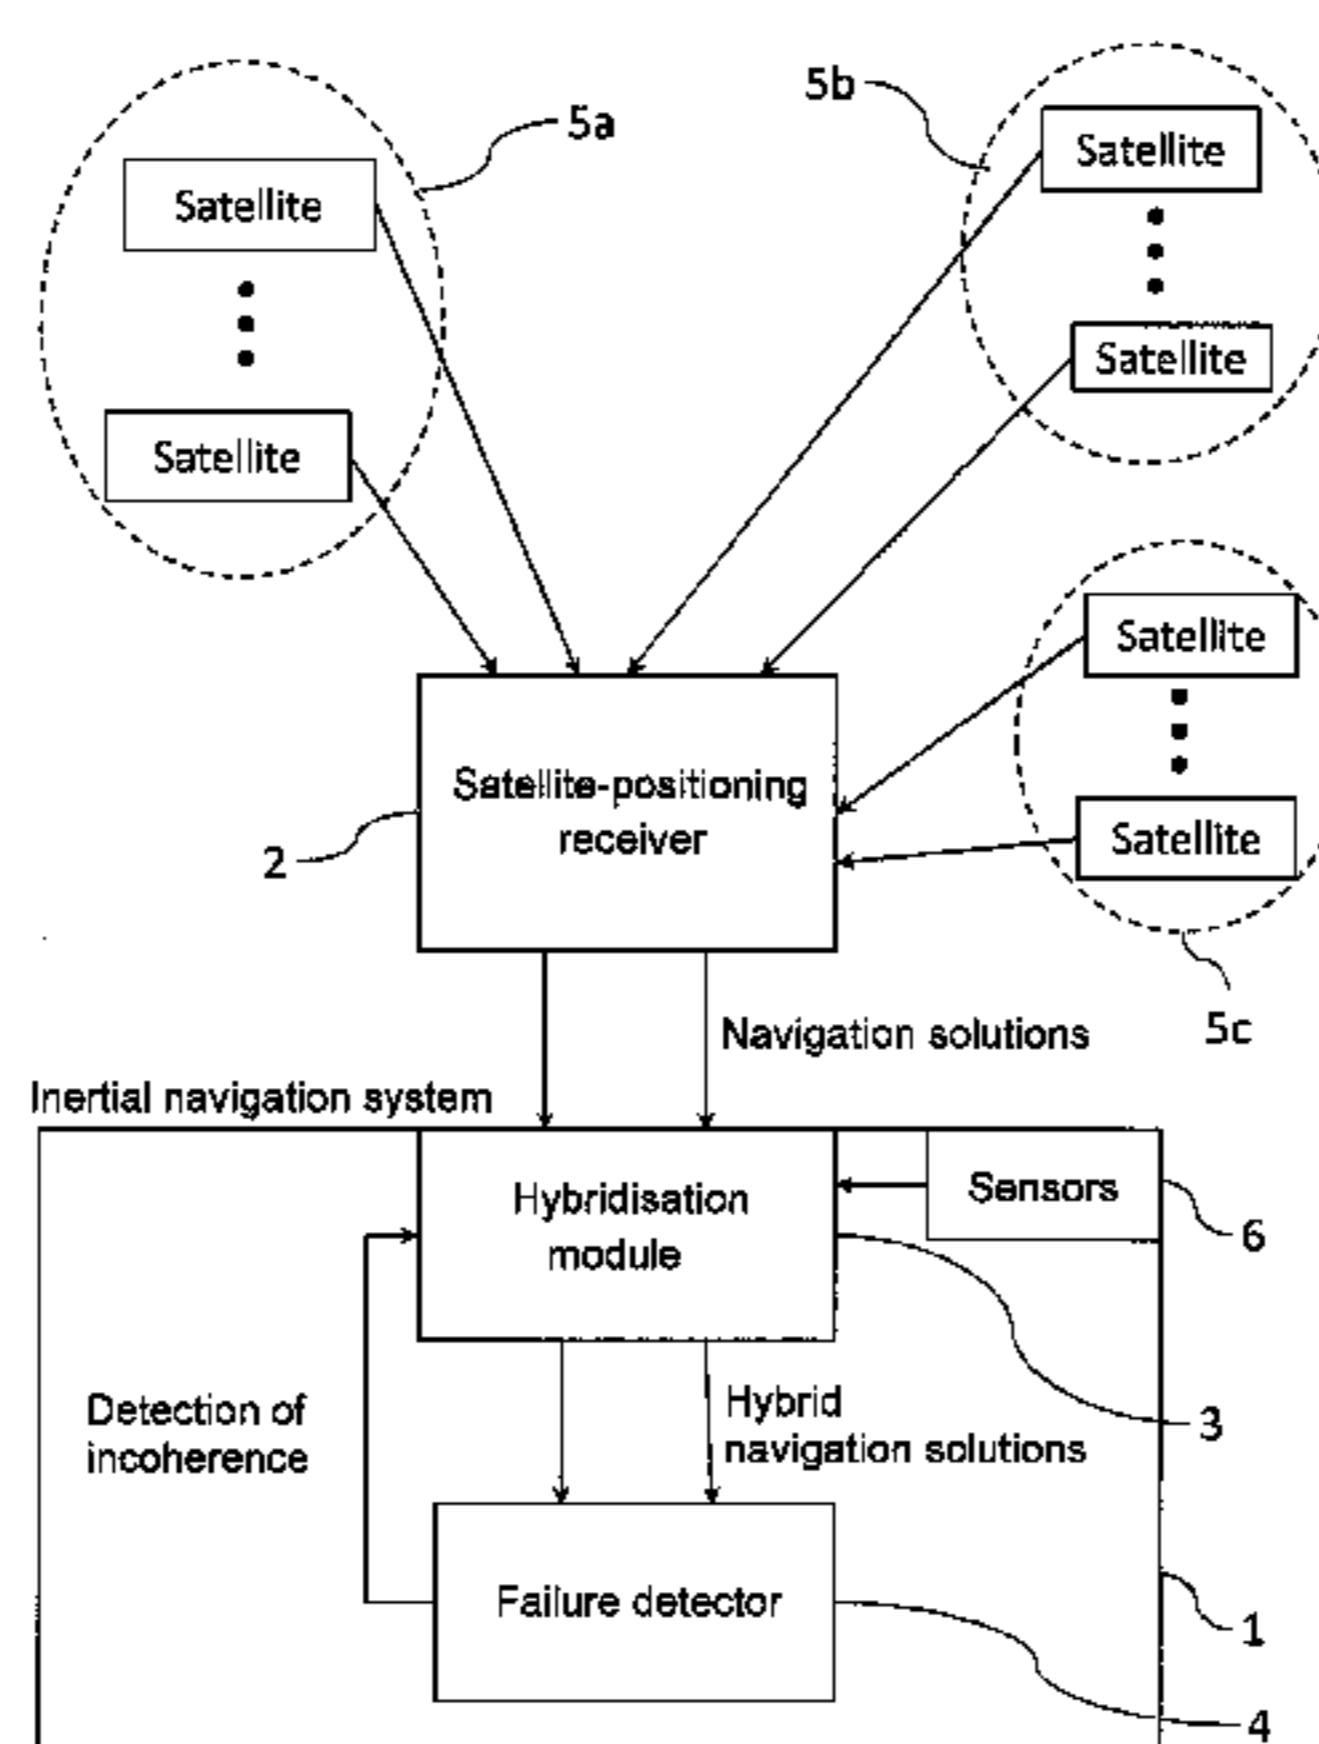 5a
5b
Satellite
Satellite
Satellite
Satellite
Satellite
Satellite
Satellite-positioning
receiver
2
5c
Navigation solutions
Inertial navigation system
Hybridisation
module
Sensors
6
Detection of
incoherence
Hybrid
navigation solutions
3
Failure detector
1
4